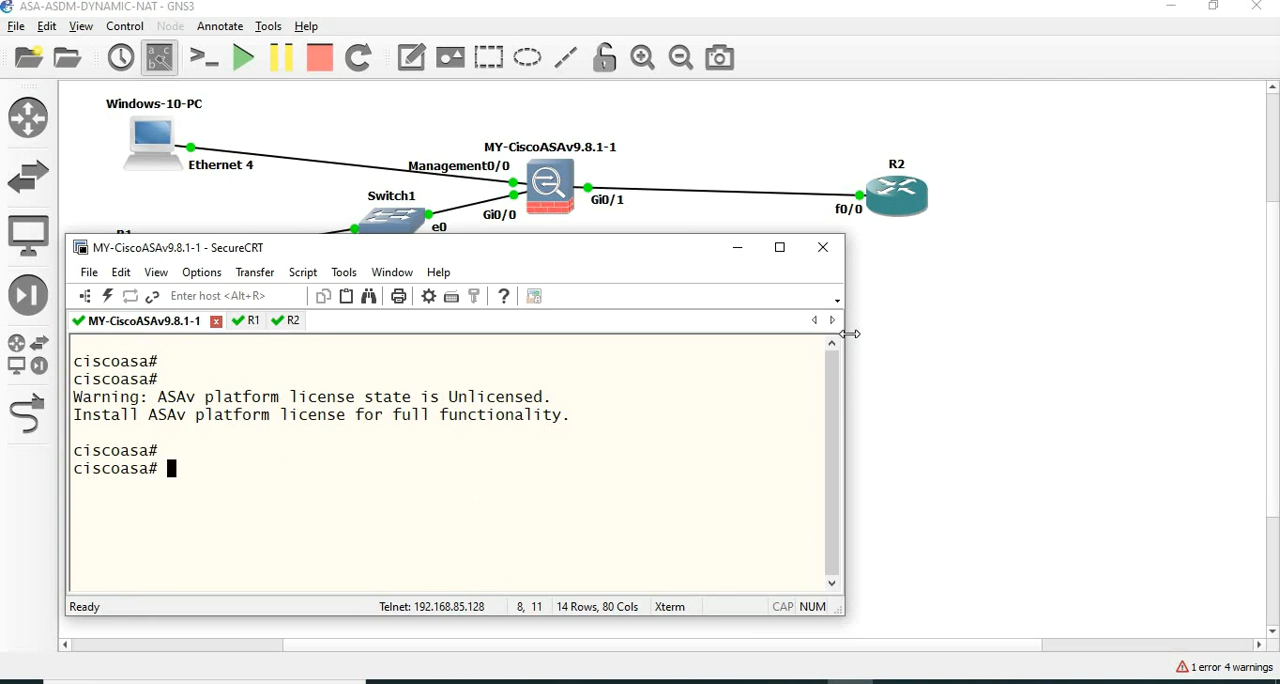 ASA-ASDM-DYNAMIC-NAT - GNS3
File Edit View Control Node Annotate Tools Help
Windows-10-PC
MY-CiscoASAv9.8.1-1
Ethernet 4
Management0/0
R2
Switch1
Gi0/1
f0/0
Gi0/0
e0
MY-CiscoASAv9.8.1-1 - SecureCRT
File Edit View Options Transfer Script Tools Window Help
Enter host <Alt+R>
MY-CiscoASAv9.8.1-1 R1 R2
ciscoasa#
ciscoasa#
Warning: ASAv platform license state is Unlicensed.
Install ASAv platform license for full functionality.
ciscoasa#
ciscoasa#
Ready Telnet: 192.168.85.128 8, 11 14 Rows, 80 Cols Xterm CAP NUM
1 error 4 warnings